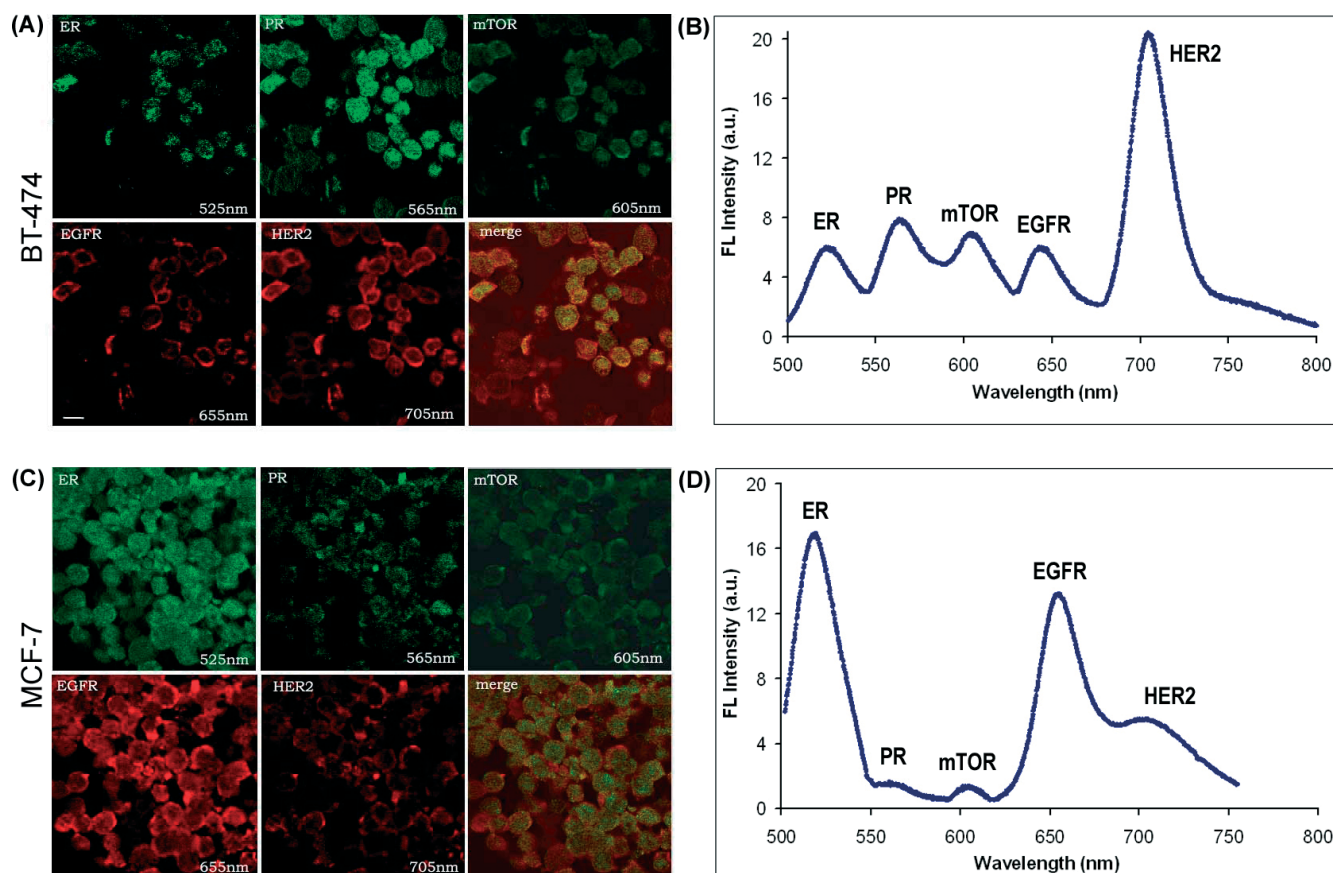 (A)
BT-474
ER
525nm
PR
565nm
mTOR
605nm
EGFR
655nm
HER2
705nm
merge
(B)
FL Intensity (a.u.)
20
16
12
8
4
0
ER
PR
mTOR
EGFR
HER2
500 550 600 650 700 750 800
Wavelength (nm)
(C)
MCF-7
ER
525nm
PR
565nm
mTOR
605nm
EGFR
655nm
HER2
705nm
merge
(D)
FL Intensity (a.u.)
20
16
12
8
4
0
ER
PR
mTOR
EGFR
HER2
500 550 600 650 700 750 800
Wavelength (nm)